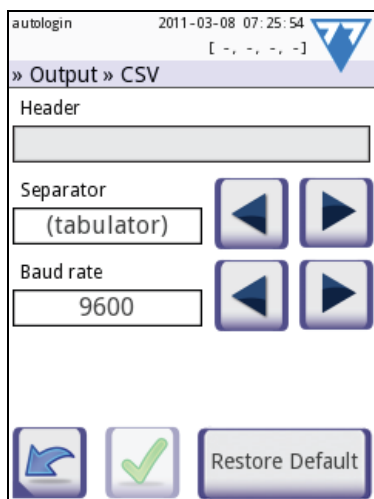 autologin 2011-03-08 07:25:54
[ -, -, -, -]
» Output » CSV
Header
Separator
(tabulator)
Baud rate
9600
Restore Default